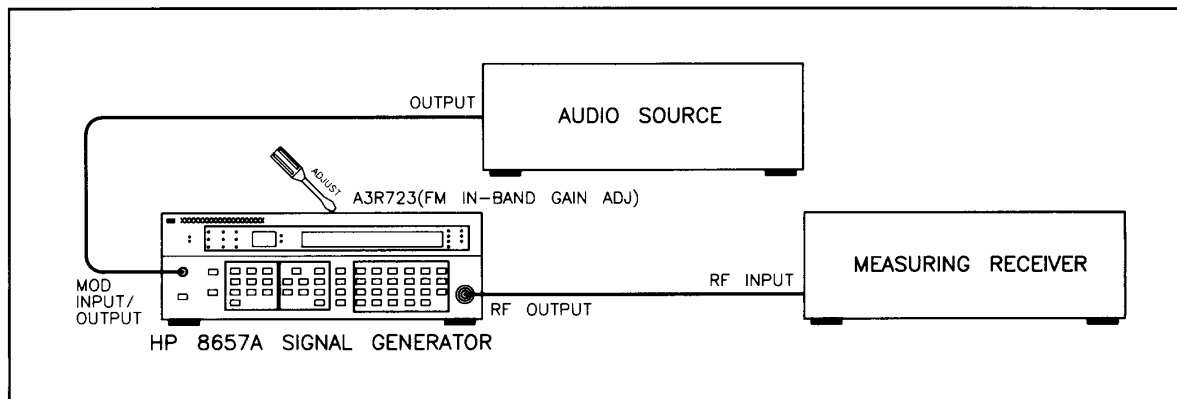 OUTPUT
AUDIO SOURCE
ADJUST
A3R723(FM IN-BAND GAIN ADJ)
MOD
INPUT/
OUTPUT
RF OUTPUT
RF INPUT
MEASURING RECEIVER
HP 8657A SIGNAL GENERATOR